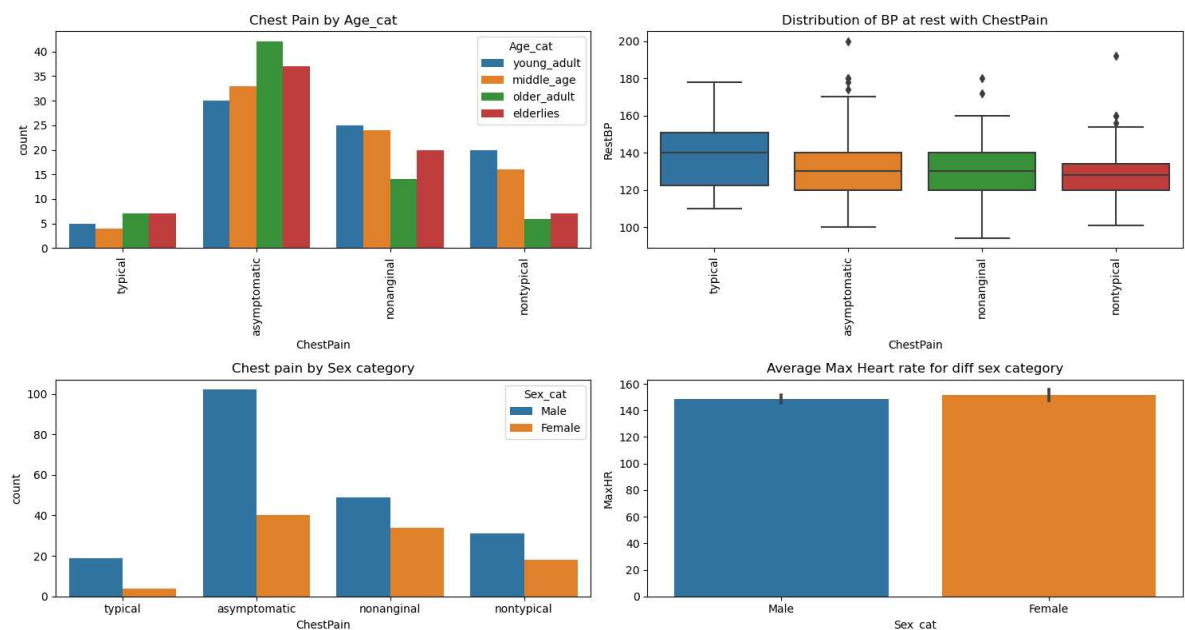 Chest Pain by Age_cat
count
40
35
30
25
20
15
10
5
0
Age_cat
young_adult
middle_age
older_adult
elderlies
typical
asymptomatic
nonanginal
nontypical
ChestPain
Distribution of BP at rest with ChestPain
RestBP
200
180
160
140
120
100
typical
asymptomatic
nonanginal
nontypical
ChestPain
Chest pain by Sex category
count
100
80
60
40
20
0
Sex_cat
Male
Female
typical
asymptomatic
nonanginal
nontypical
ChestPain
Average Max Heart rate for diff sex category
MaxHR
160
140
120
100
80
60
40
20
0
Male
Female
Sex_cat